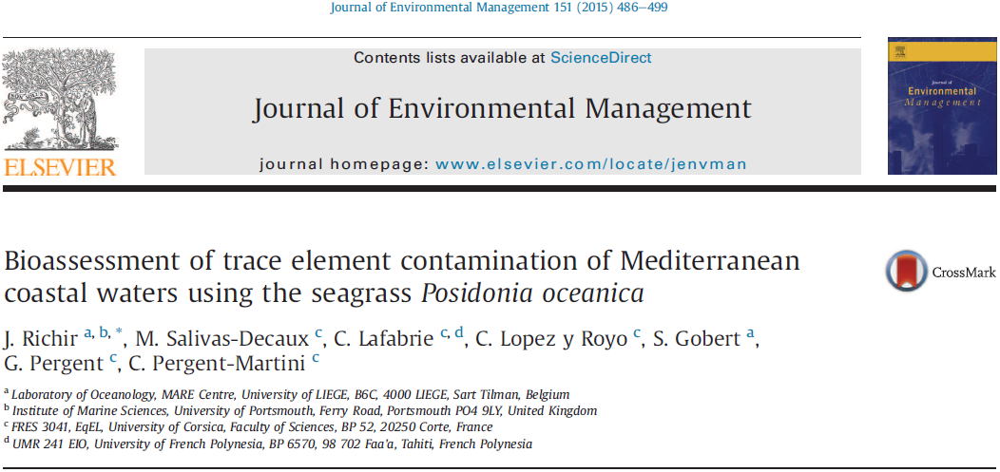 Journal of Environmental Management 151 (2015) 486–499
Contents lists available at ScienceDirect
Journal of Environmental Management
journal homepage: www.elsevier.com/locate/jenvman
ELSEVIER
Journal of
Environmental
Management
Bioassessment of trace element contamination of Mediterranean
coastal waters using the seagrass Posidonia oceanica
CrossMark
J. Richir a, b, *, M. Salivas-Decaux c, C. Lafabrie c, d, C. Lopez y Royo c, S. Gobert a,
G. Pergent c, C. Pergent-Martini c
a Laboratory of Oceanology, MARE Centre, University of LIEGE, B6C, 4000 LIEGE, Sart Tilman, Belgium
b Institute of Marine Sciences, University of Portsmouth, Ferry Road, Portsmouth PO4 9LY, United Kingdom
c FRES 3041, EqEL, University of Corsica, Faculty of Sciences, BP 52, 20250 Corte, France
d UMR 241 EIO, University of French Polynesia, BP 6570, 98 702 Faa'a, Tahiti, French Polynesia